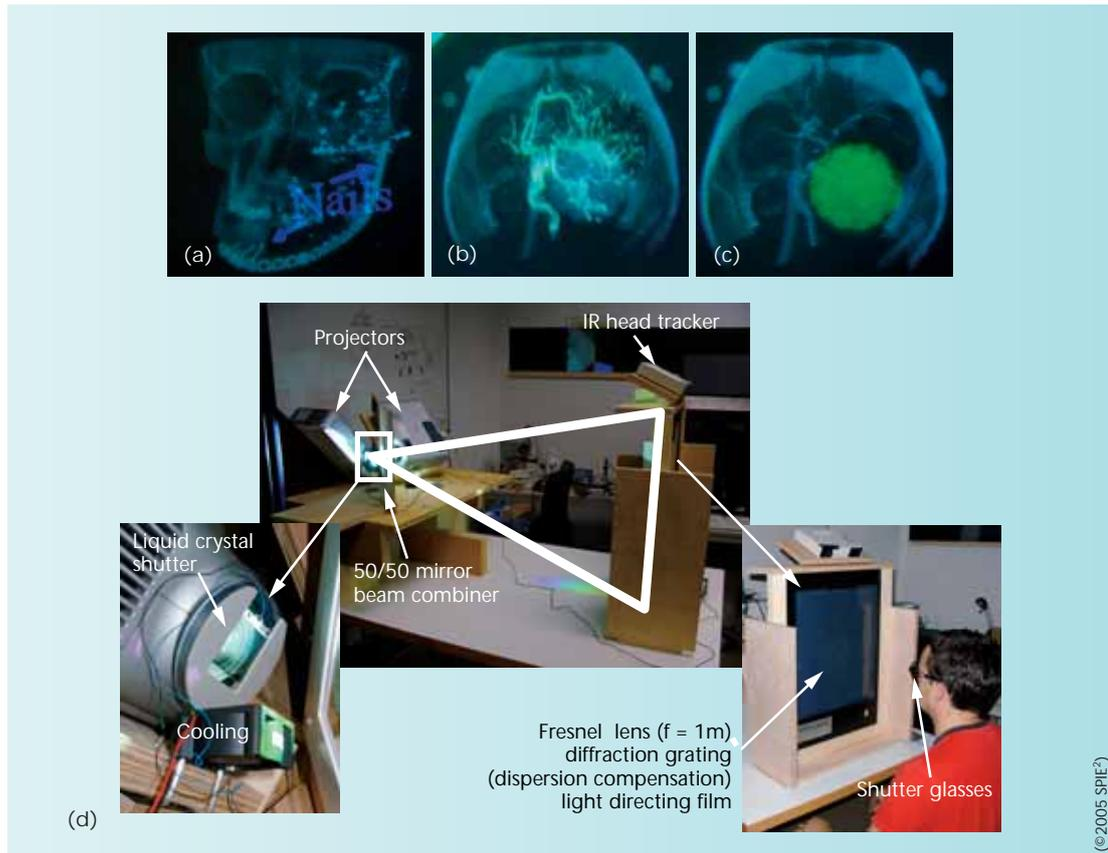 Nails
(a)
(b)
(c)
Projectors
IR head tracker
Liquid crystal
shutter
50/50 mirror
beam combiner
Cooling
Fresnel lens (f = 1m)
diffraction grating
(dispersion compensation)
light directing film
Shutter glasses
(d)
(©2005 SPIE²)